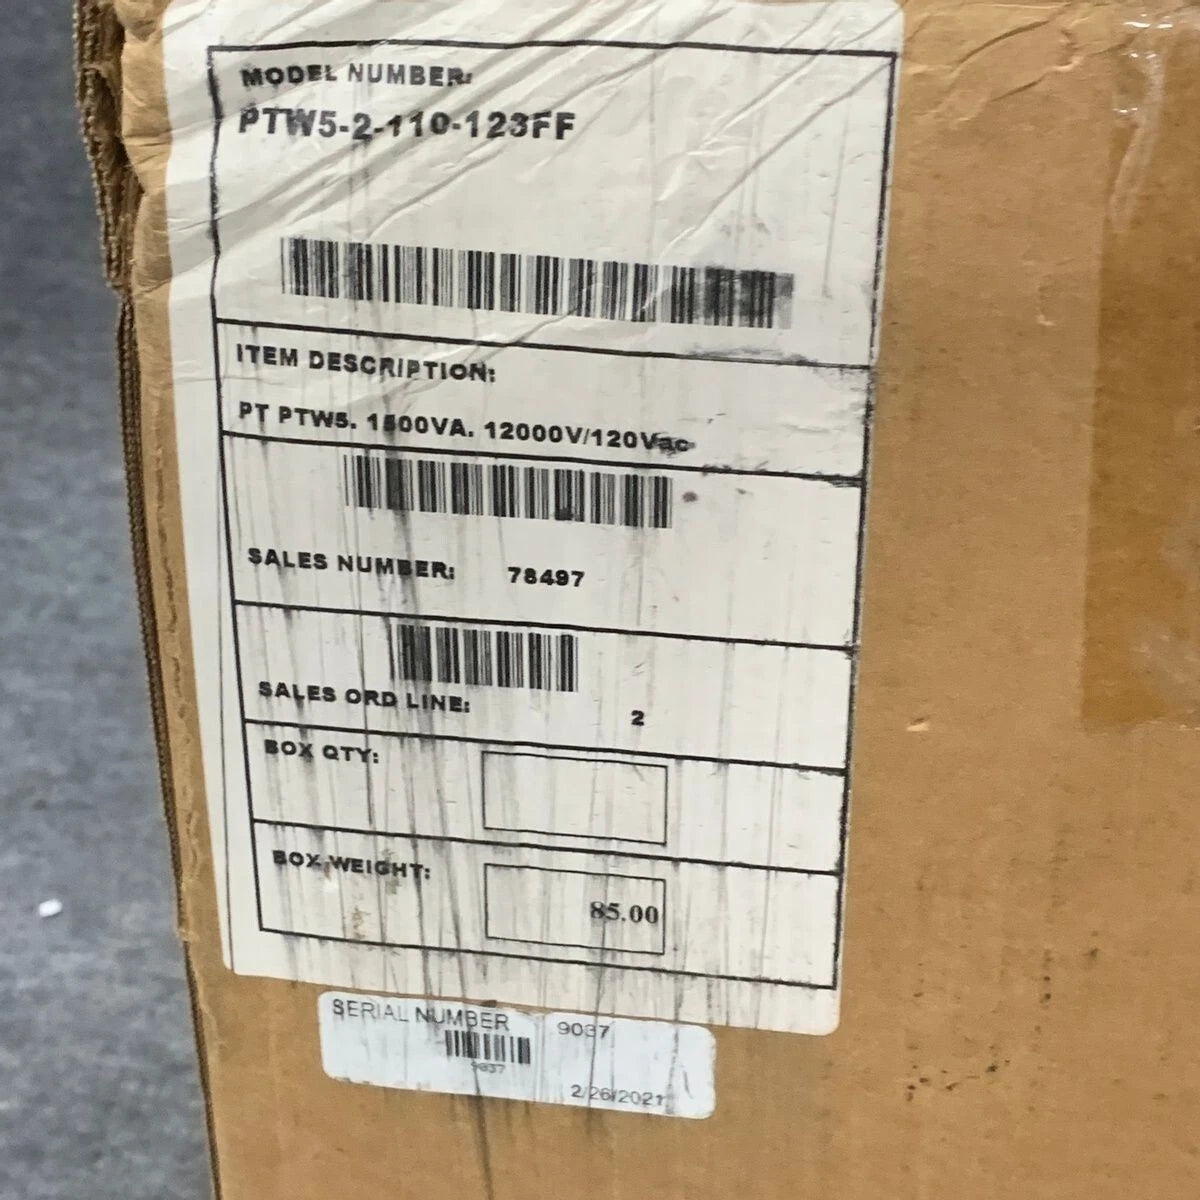 MODEL NUMBER:
PTW5-2-110-123FF
ITEM DESCRIPTION:
PT PTW5. 1500VA. 12000V/120Vac
SALES NUMBER: 78497
SALES ORD LINE: 2
BOX QTY:
BOX WEIGHT: 85.00
SERIAL NUMBER 9037
9037
2/26/2021